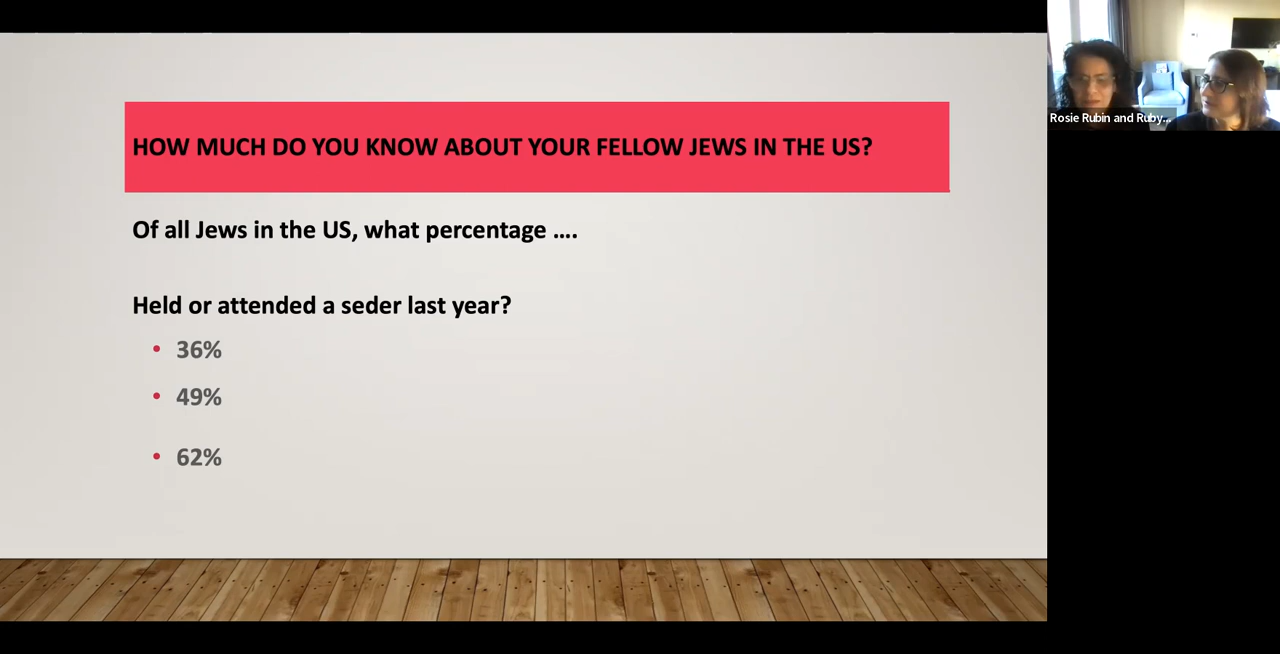 HOW MUCH DO YOU KNOW ABOUT YOUR FELLOW JEWS IN THE US?
Of all Jews in the US, what percentage ....
Held or attended a seder last year?
• 36%
• 49%
• 62%
Rosie Rubin and Ruby...